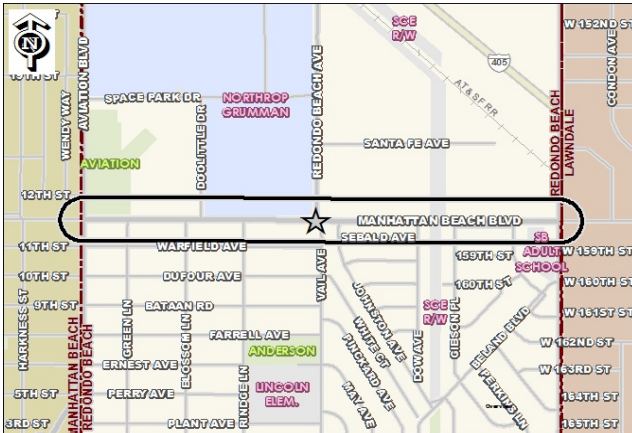 N
SCE
R/W
W 152ND ST
CONDON AVE
405
AT&SF RR
15TH ST
WENDY WAY
AVIATION BLVD
SPACE PARK DR
DOOLITTLE DR
NORTHROP
GRUMMAN
REDONDO BEACH AVE
REDONDO BEACH
LAWNDALE
SANTA FE AVE
AVIATION
12TH ST
MANHATTAN BEACH BLVD
11TH ST
WARFIELD AVE
SEBALD AVE
SB
ADULT
SCHOOL
W 159TH ST
159TH ST
10TH ST
DUFOUR AVE
VAIL AVE
160TH ST
W 160TH ST
HARKNESS ST
9TH ST
GREEN LN
BATAAN RD
BLOSSOM LN
JOHNSTON AVE
SCE
R/W
GIBSON PL
W 161ST ST
MANHATTAN BEACH
REDONDO BEACH
FARRELL AVE
WHITE CT
DOW AVE
BELAND BLVD
W 162ND ST
ANDERSON
PINCKARD AVE
ERNEST AVE
RINDGE LN
W 163RD ST
5TH ST
PERRY AVE
LINCOLN
ELEM.
MAY AVE
PERKINS LN
164TH ST
3RD ST
PLANT AVE
165TH ST